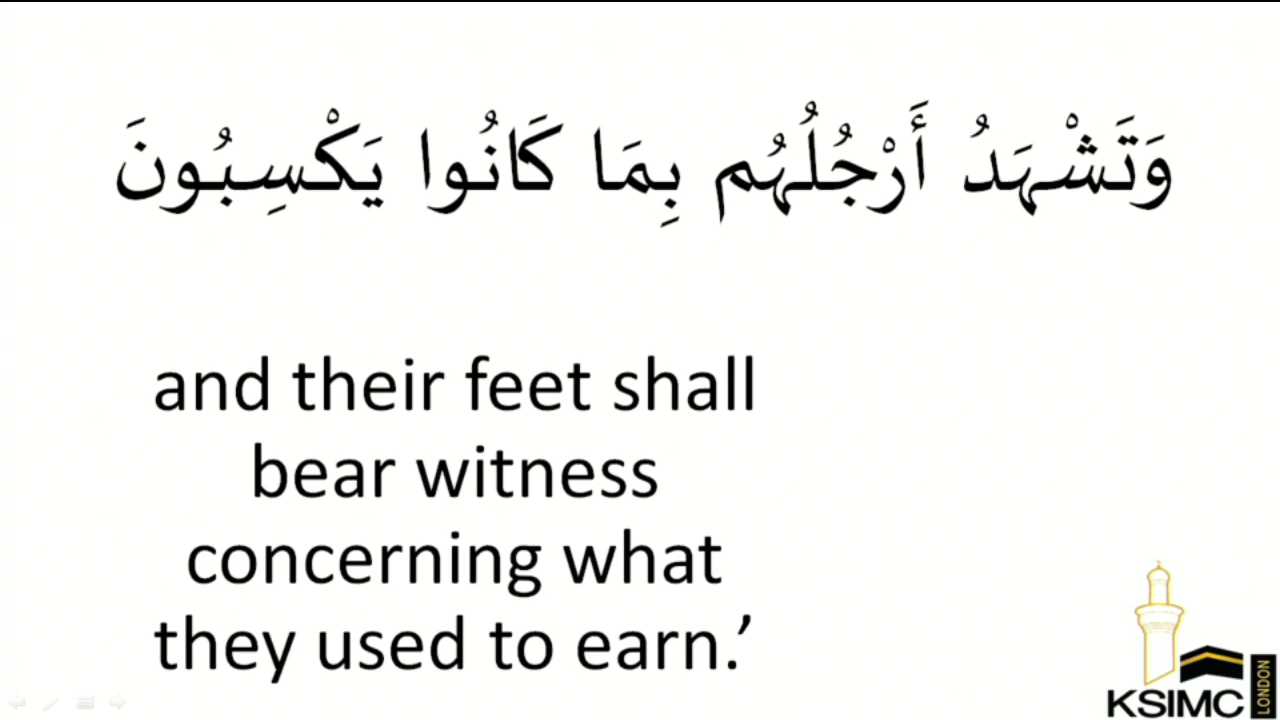 وَتَشْهَدُ أَرْجُلُهُم بِمَا كَانُوا يَكْسِبُونَ
and their feet shall
bear witness
concerning what
they used to earn.’
KSIMC LONDON